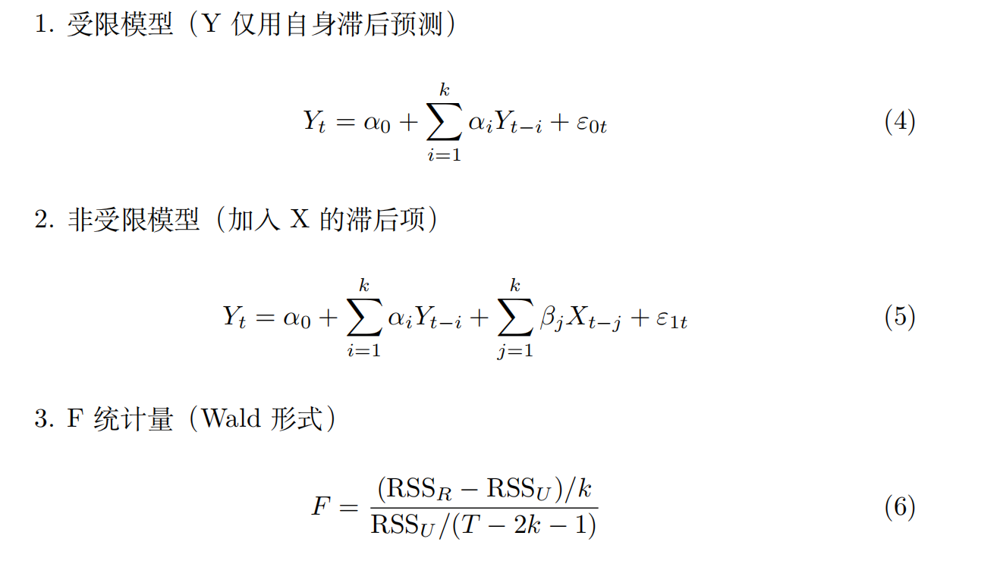 1. 受限模型（Y 仅用自身滞后预测）
$$Y_t = \alpha_0 + \sum_{i=1}^{k} \alpha_i Y_{t-i} + \varepsilon_{0t} \quad (4)$$
2. 非受限模型（加入 X 的滞后项）
$$Y_t = \alpha_0 + \sum_{i=1}^{k} \alpha_i Y_{t-i} + \sum_{j=1}^{k} \beta_j X_{t-j} + \varepsilon_{1t} \quad (5)$$
3. F 统计量（Wald 形式）
$$F = \frac{(\mathrm{RSS}_R - \mathrm{RSS}_U)/k}{\mathrm{RSS}_U/(T - 2k - 1)} \quad (6)$$